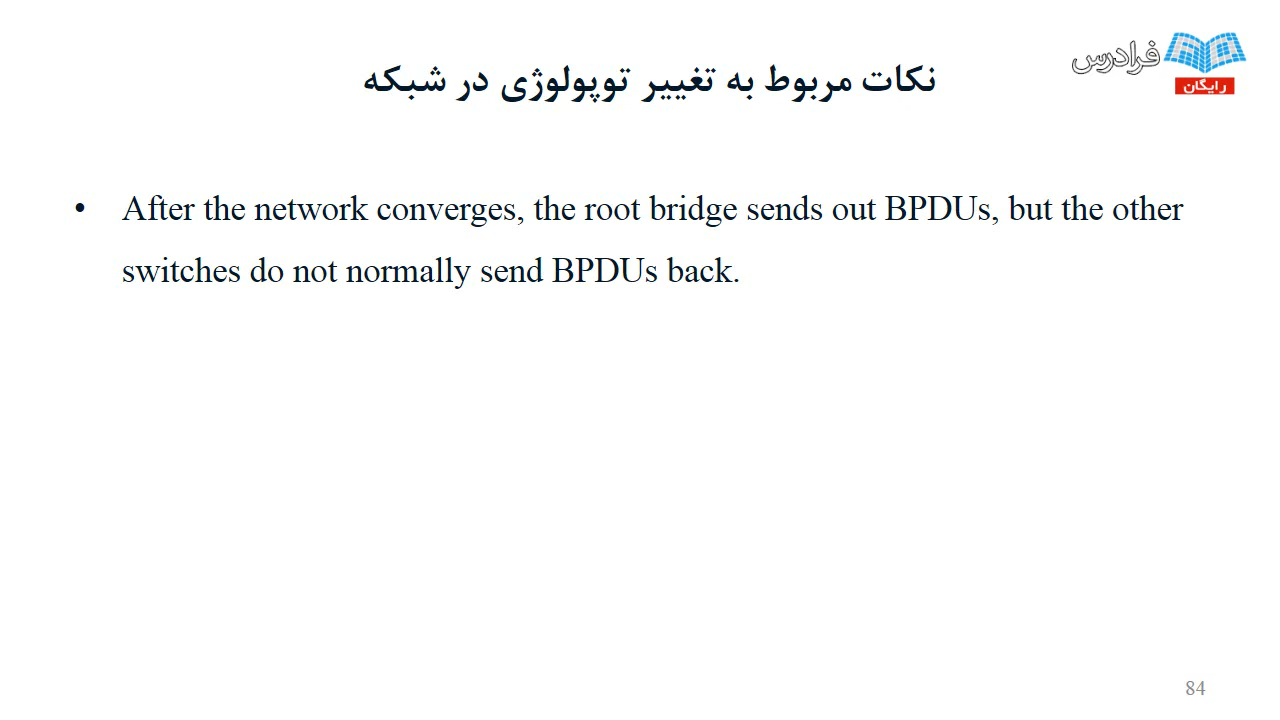 فرادرس
رایگان
نکات مربوط به تغییر توپولوژی در شبکه
• After the network converges, the root bridge sends out BPDUs, but the other
switches do not normally send BPDUs back.
84